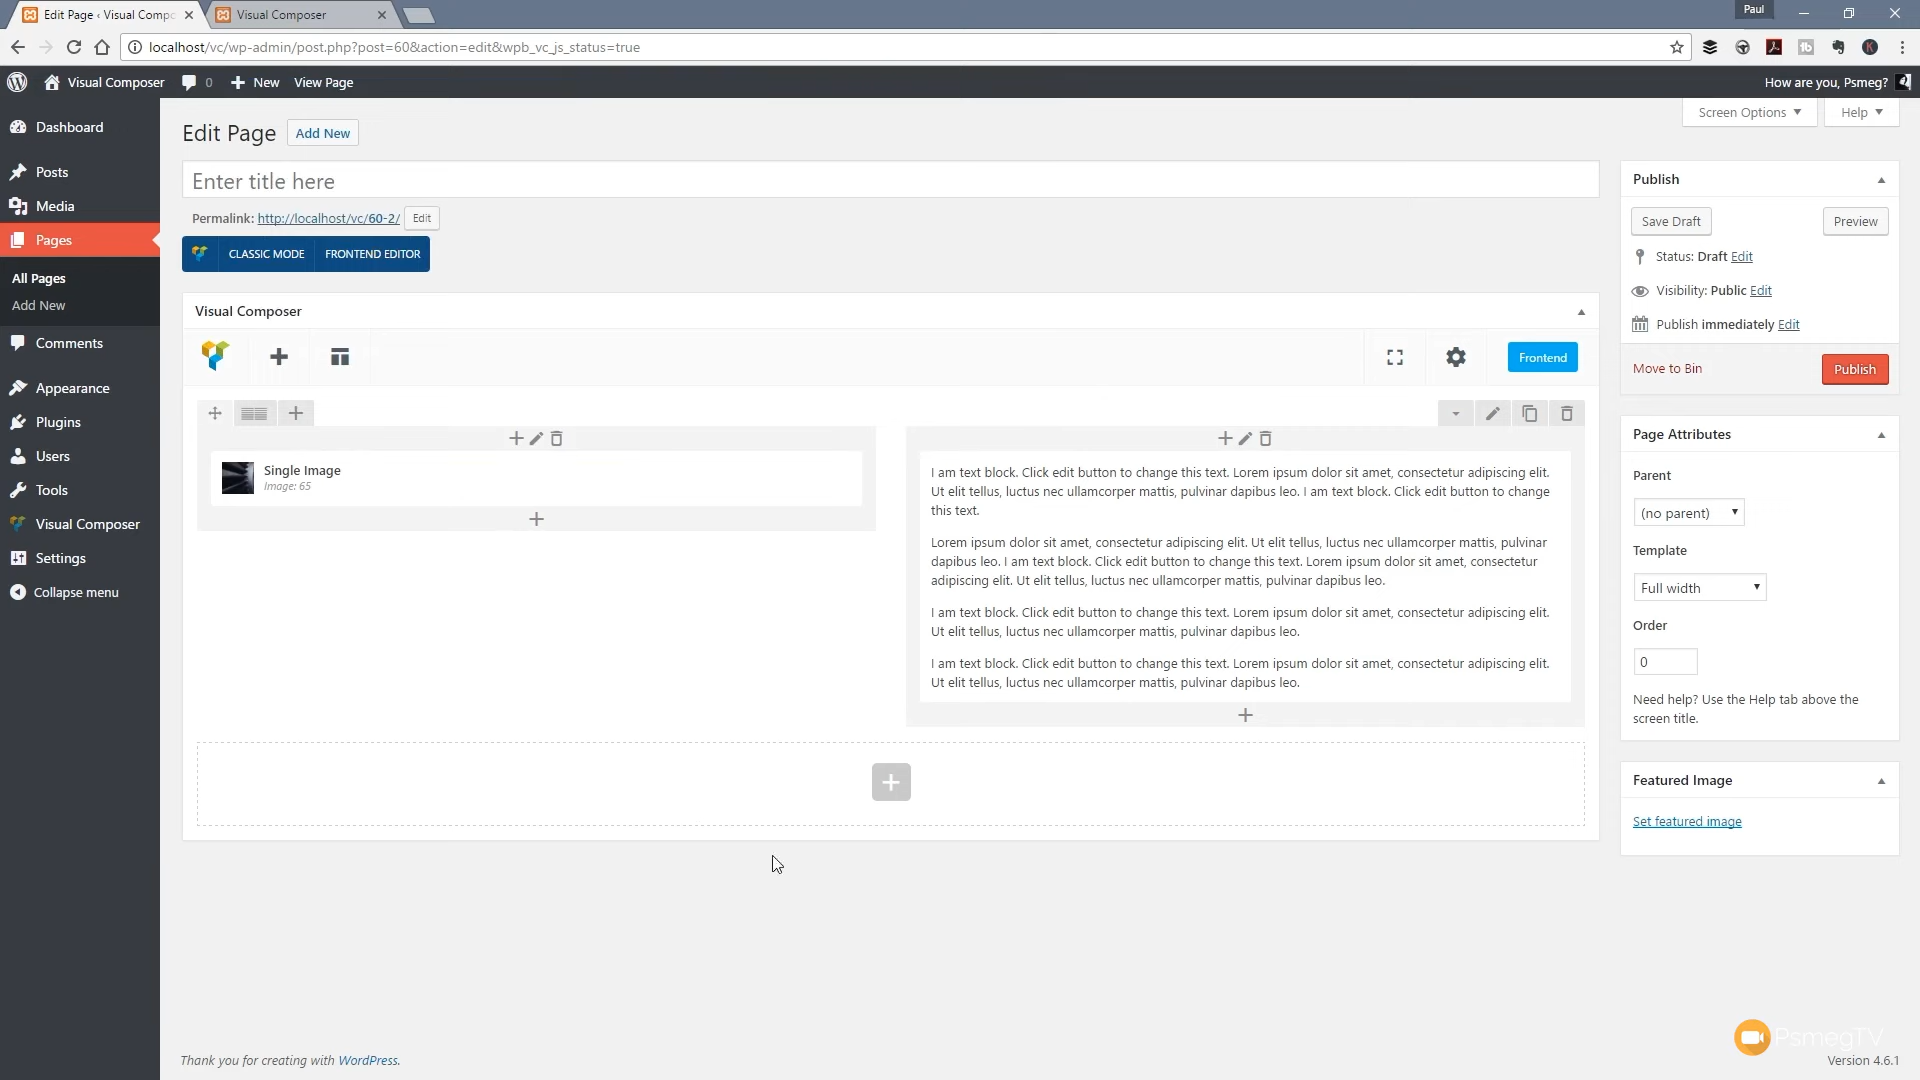 Edit Page ‹ Visual Compo
Visual Composer
Paul
localhost/vc/wp-admin/post.php?post=60&action=edit&wpb_vc_js_status=true
Visual Composer
0
New
View Page
How are you, Psmeg?
Dashboard
Posts
Media
Pages
All Pages
Add New
Comments
Appearance
Plugins
Users
Tools
Visual Composer
Settings
Collapse menu
Screen Options
Help
Edit Page
Add New
Enter title here
Permalink: http://localhost/vc/60-2/
Edit
CLASSIC MODE
FRONTEND EDITOR
Visual Composer
Frontend
Single Image
Image: 65
I am text block. Click edit button to change this text. Lorem ipsum dolor sit amet, consectetur adipiscing elit.
Ut elit tellus, luctus nec ullamcorper mattis, pulvinar dapibus leo. I am text block. Click edit button to change
this text.
Lorem ipsum dolor sit amet, consectetur adipiscing elit. Ut elit tellus, luctus nec ullamcorper mattis, pulvinar
dapibus leo. I am text block. Click edit button to change this text. Lorem ipsum dolor sit amet, consectetur
adipiscing elit. Ut elit tellus, luctus nec ullamcorper mattis, pulvinar dapibus leo.
I am text block. Click edit button to change this text. Lorem ipsum dolor sit amet, consectetur adipiscing elit.
Ut elit tellus, luctus nec ullamcorper mattis, pulvinar dapibus leo.
I am text block. Click edit button to change this text. Lorem ipsum dolor sit amet, consectetur adipiscing elit.
Ut elit tellus, luctus nec ullamcorper mattis, pulvinar dapibus leo.
Publish
Save Draft
Preview
Status: Draft Edit
Visibility: Public Edit
Publish immediately Edit
Move to Bin
Publish
Page Attributes
Parent
(no parent)
Template
Full width
Order
0
Need help? Use the Help tab above the
screen title.
Featured Image
Set featured image
Thank you for creating with WordPress.
PsmegTV
Version 4.6.1